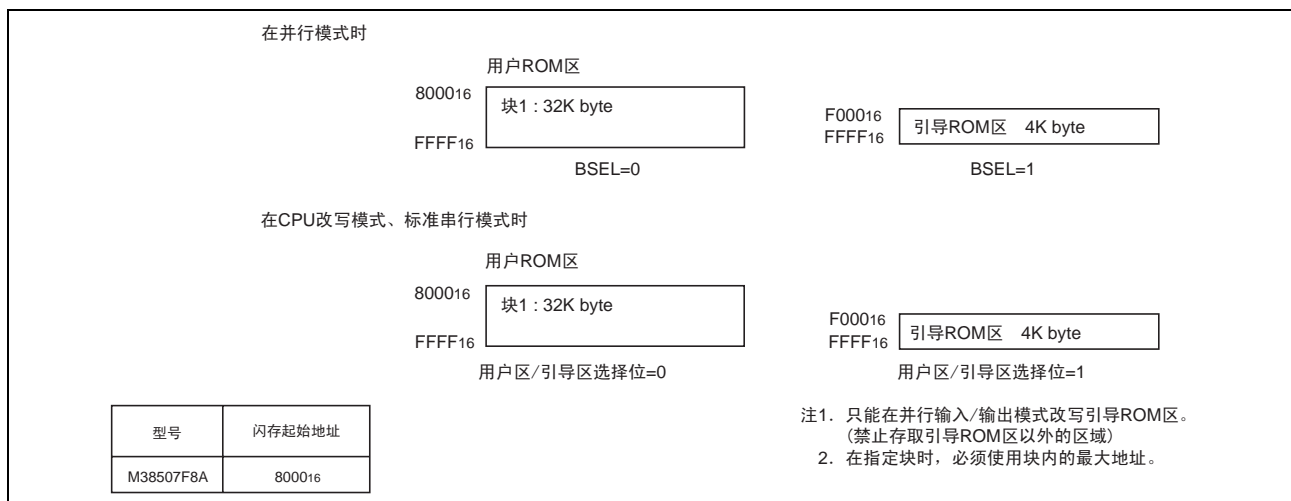 在并行模式时
用户ROM区
800016
块1 : 32K byte
FFFF16
BSEL=0
F00016
FFFF16
引导ROM区 4K byte
BSEL=1
在CPU改写模式、标准串行模式时
用户ROM区
800016
块1 : 32K byte
FFFF16
用户区/引导区选择位=0
F00016
FFFF16
引导ROM区 4K byte
用户区/引导区选择位=1
型号 闪存起始地址
M38507F8A 800016
注1. 只能在并行输入/输出模式改写引导ROM区。
(禁止存取引导ROM区以外的区域)
2. 在指定块时，必须使用块内的最大地址。